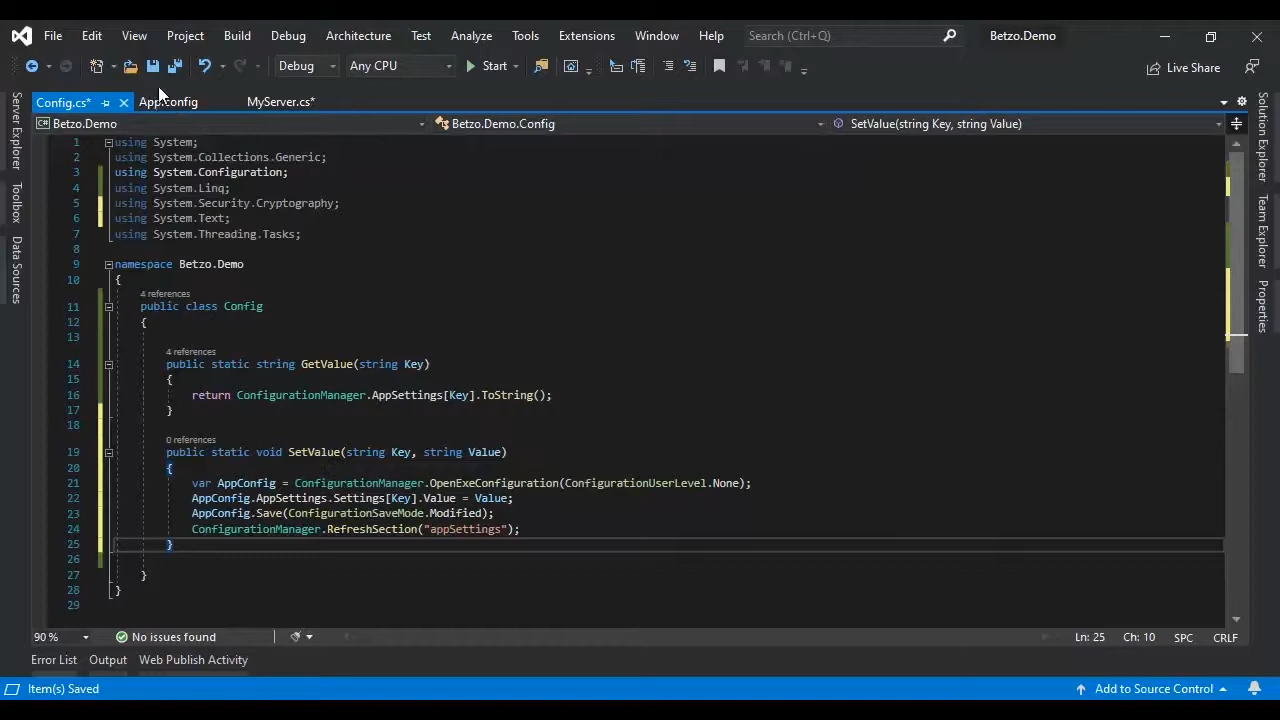 File Edit View Project Build Debug Architecture Test Analyze Tools Extensions Window Help Search (Ctrl+Q) Betzo.Demo
Debug Any CPU Start Live Share
Config.cs* App.config MyServer.cs*
Betzo.Demo Betzo.Demo.Config SetValue(string Key, string Value)
Server Explorer
Toolbox
Data Sources
Solution Explorer
Team Explorer
Properties
1 using System;
2 using System.Collections.Generic;
3 using System.Configuration;
4 using System.Linq;
5 using System.Security.Cryptography;
6 using System.Text;
7 using System.Threading.Tasks;
8
9 namespace Betzo.Demo
10 {
4 references
11 public class Config
12 {
13
4 references
14 public static string GetValue(string Key)
15 {
16 return ConfigurationManager.AppSettings[Key].ToString();
17 }
18
0 references
19 public static void SetValue(string Key, string Value)
20 {
21 var AppConfig = ConfigurationManager.OpenExeConfiguration(ConfigurationUserLevel.None);
22 AppConfig.AppSettings.Settings[Key].Value = Value;
23 AppConfig.Save(ConfigurationSaveMode.Modified);
24 ConfigurationManager.RefreshSection("appSettings");
25 }
26
27 }
28 }
29
90 % No issues found Ln: 25 Ch: 10 SPC CRLF
Error List Output Web Publish Activity
Item(s) Saved Add to Source Control